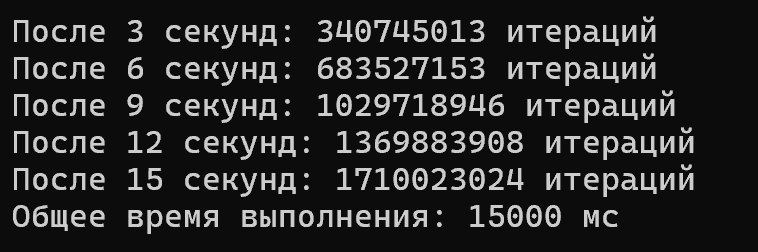 После 3 секунд: 340745013 итераций
После 6 секунд: 683527153 итераций
После 9 секунд: 1029718946 итераций
После 12 секунд: 1369883908 итераций
После 15 секунд: 1710023024 итераций
Общее время выполнения: 15000 мс